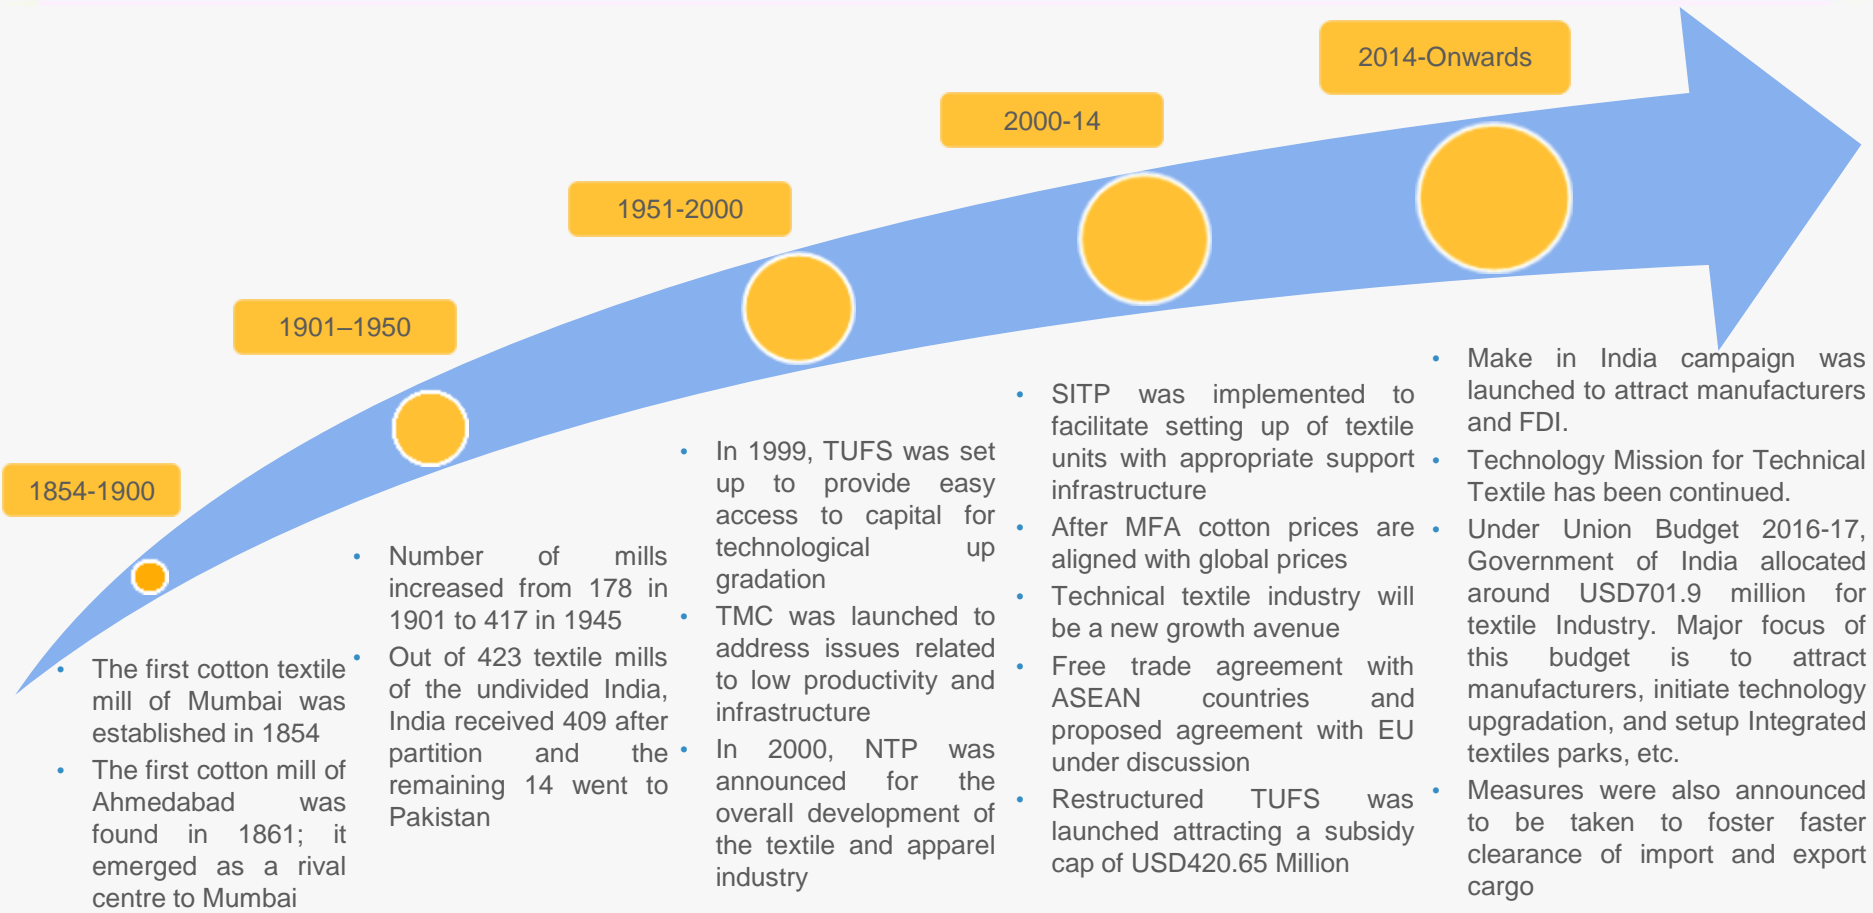 1854-1900
• The first cotton textile
mill of Mumbai was
established in 1854
• The first cotton mill of
Ahmedabad was
found in 1861; it
emerged as a rival
centre to Mumbai
1901–1950
• Number of mills
increased from 178 in
1901 to 417 in 1945
• Out of 423 textile mills
of the undivided India,
India received 409 after
partition and the
remaining 14 went to
Pakistan
1951-2000
• In 1999, TUFS was set
up to provide easy
access to capital for
technological up
gradation
• TMC was launched to
address issues related
to low productivity and
infrastructure
• In 2000, NTP was
announced for the
overall development of
the textile and apparel
industry
2000-14
• SITP was implemented to
facilitate setting up of textile
units with appropriate support
infrastructure
• After MFA cotton prices are
aligned with global prices
• Technical textile industry will
be a new growth avenue
• Free trade agreement with
ASEAN countries and
proposed agreement with EU
under discussion
• Restructured TUFS was
launched attracting a subsidy
cap of USD420.65 Million
2014-Onwards
• Make in India campaign was
launched to attract manufacturers
and FDI.
• Technology Mission for Technical
Textile has been continued.
• Under Union Budget 2016-17,
Government of India allocated
around USD701.9 million for
textile Industry. Major focus of
this budget is to attract
manufacturers, initiate technology
upgradation, and setup Integrated
textiles parks, etc.
• Measures were also announced
to be taken to foster faster
clearance of import and export
cargo